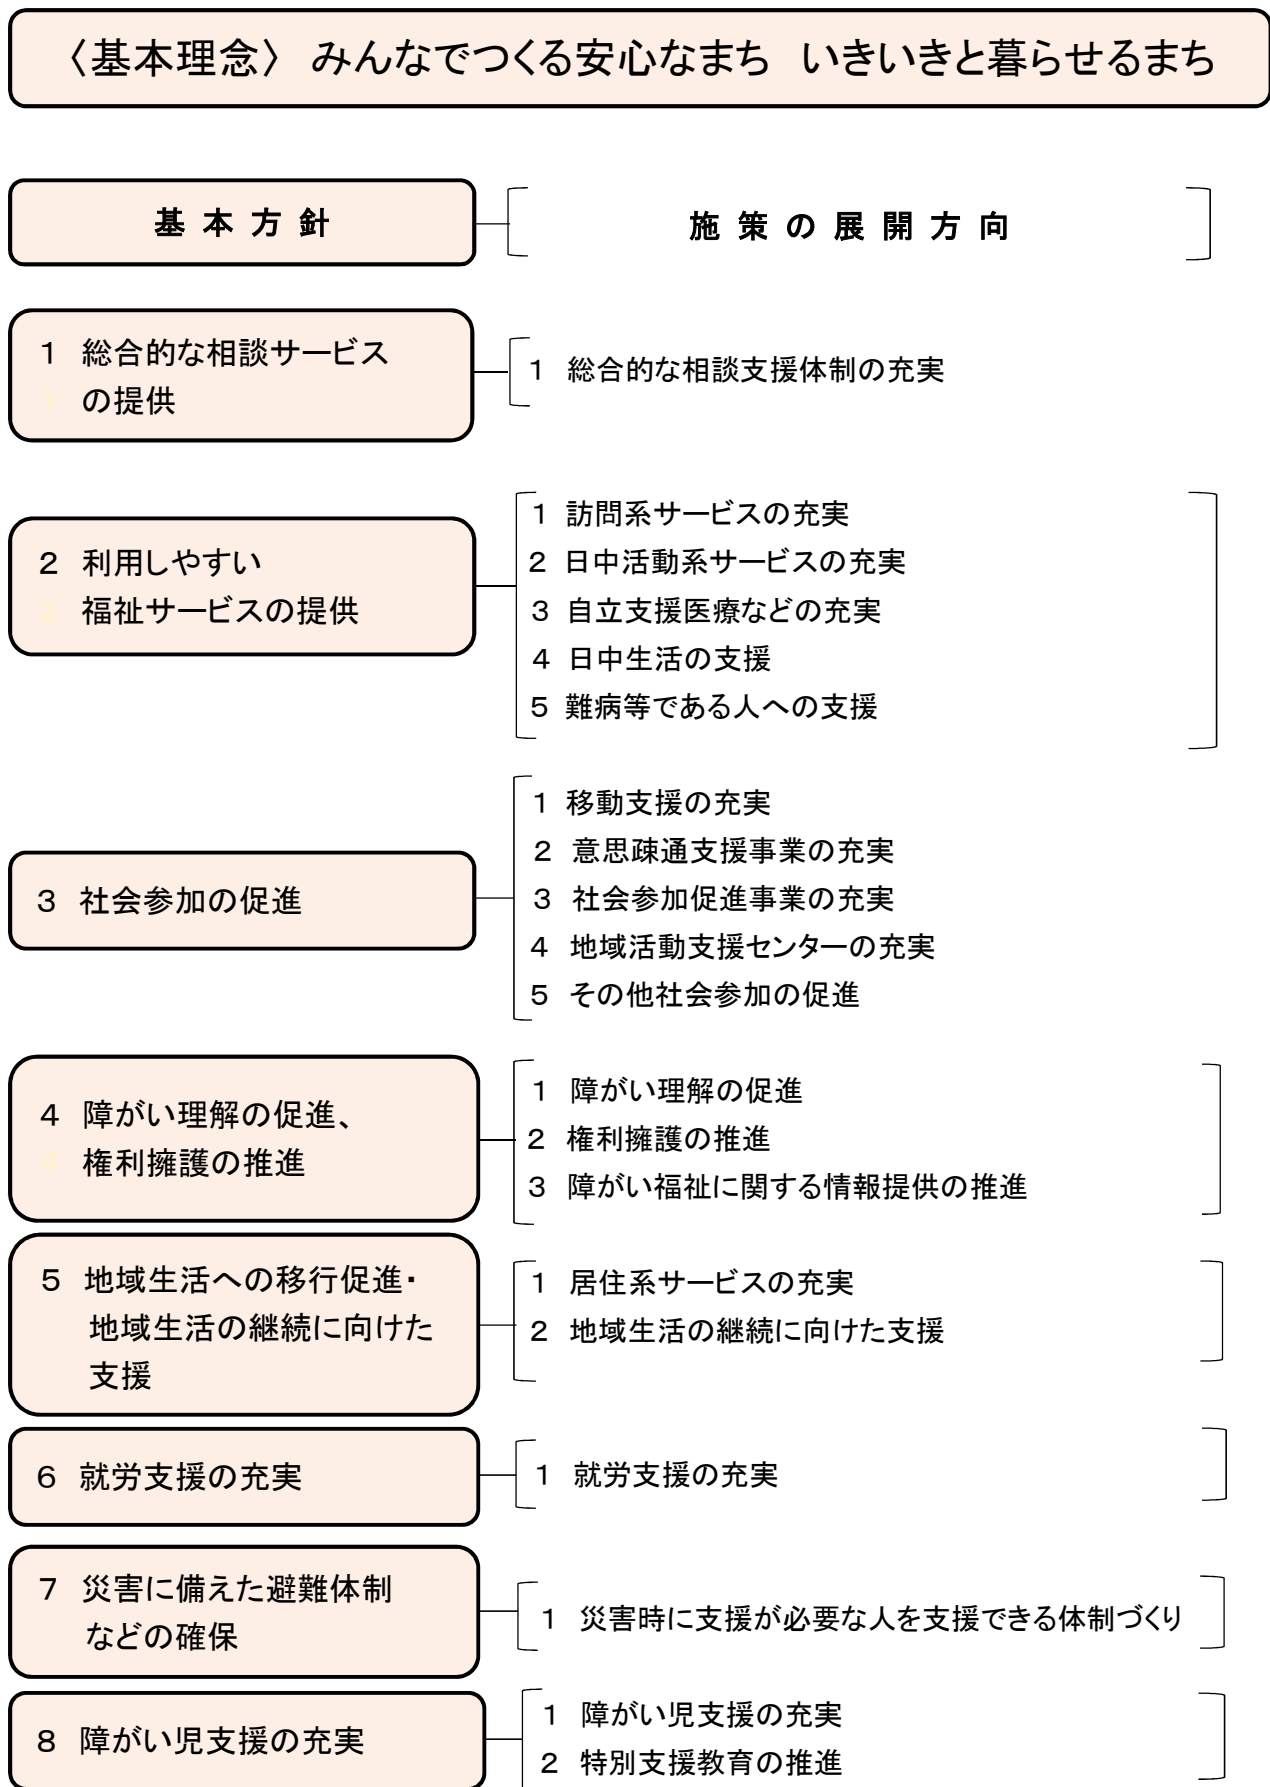 〈基本理念〉 みんなでつくる安心なまち　いきいきと暮らせるまち
基 本 方 針
施 策 の 展 開 方 向
１　総合的な相談サービス
1　の提供
１　総合的な相談支援体制の充実
２　利用しやすい
2　福祉サービスの提供
１ 訪問系サービスの充実
２ 日中活動系サービスの充実
３ 自立支援医療などの充実
４ 日中生活の支援
５ 難病等である人への支援
３　社会参加の促進
１ 移動支援の充実
２　意思疎通支援事業の充実
３　社会参加促進事業の充実
４　地域活動支援センターの充実
５　その他社会参加の促進
４　障がい理解の促進、
4　権利擁護の推進
１　障がい理解の促進
２　権利擁護の推進
３　障がい福祉に関する情報提供の推進
５　地域生活への移行促進・
地域生活の継続に向けた
支援
１　居住系サービスの充実
２　地域生活の継続に向けた支援
６　就労支援の充実
１　就労支援の充実
７　災害に備えた避難体制
などの確保
１　災害時に支援が必要な人を支援できる体制づくり
８　障がい児支援の充実
１　障がい児支援の充実
２　特別支援教育の推進